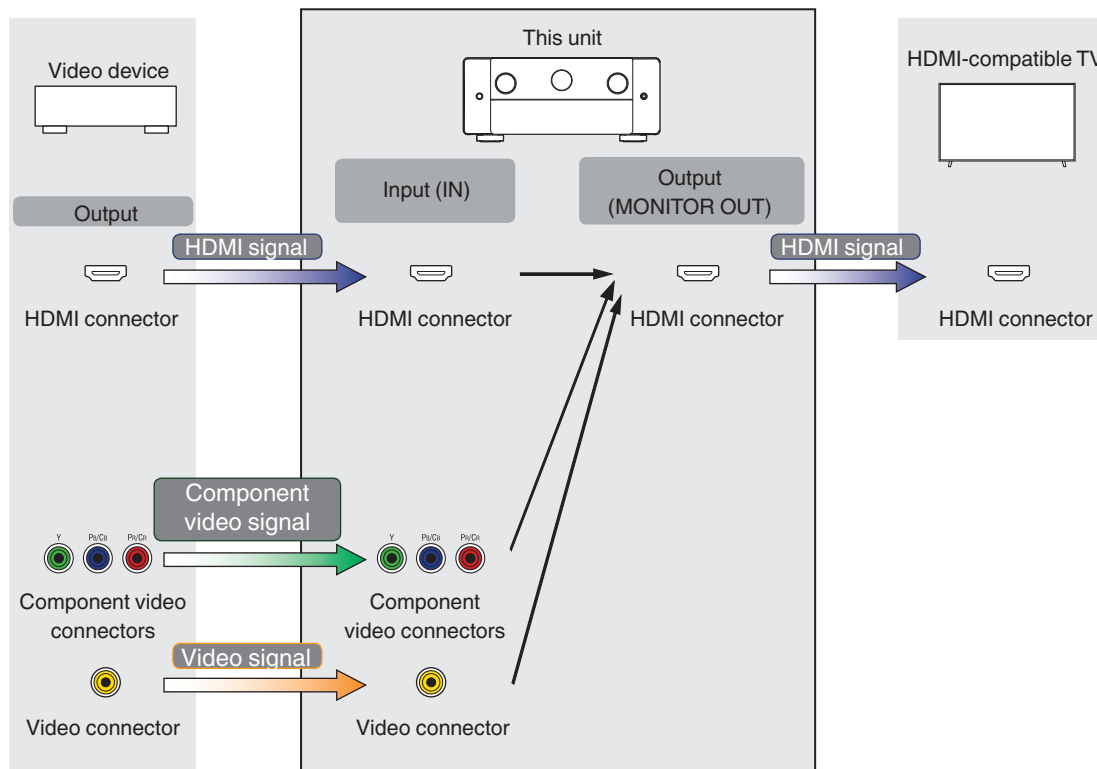 Video device
This unit
HDMI-compatible TV
Output
Input (IN)
Output
(MONITOR OUT)
HDMI signal
HDMI signal
HDMI connector
HDMI connector
HDMI connector
HDMI connector
Component
video signal
Y PB/CB PR/CR
Y PB/CB PR/CR
Component video
connectors
Component
video connectors
Video signal
Video connector
Video connector